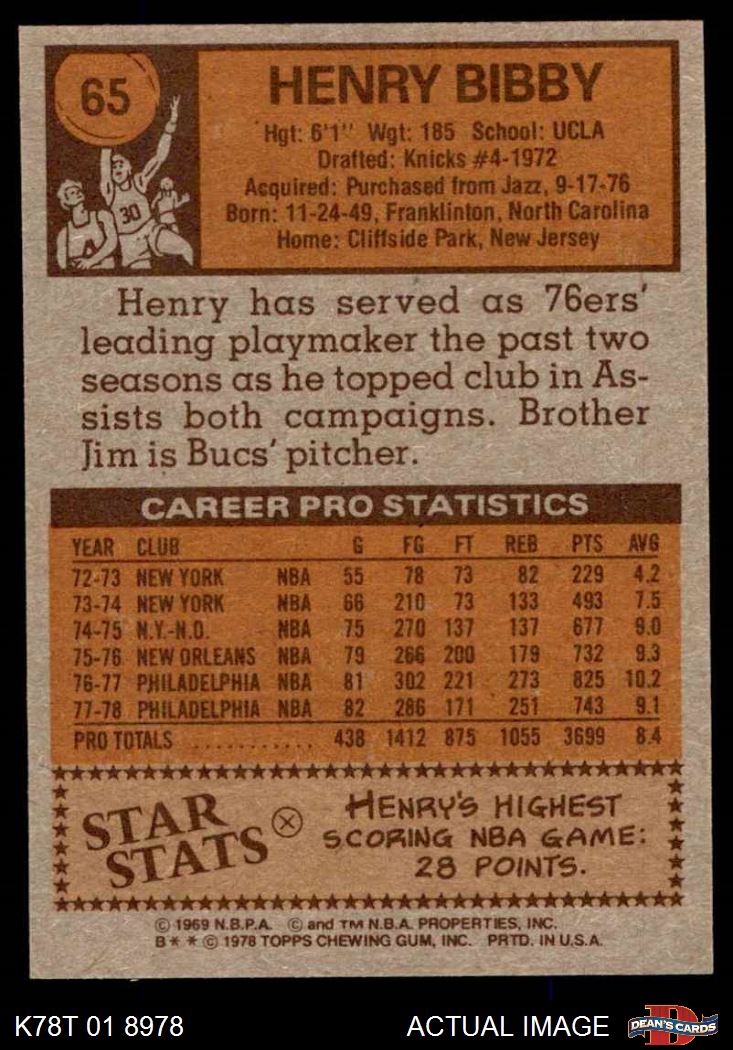 65
HENRY BIBBY
Hgt: 6'1" Wgt: 185 School: UCLA
Drafted: Knicks #4-1972
Acquired: Purchased from Jazz, 9-17-76
Born: 11-24-49, Franklinton, North Carolina
Home: Cliffside Park, New Jersey
30
Henry has served as 76ers'
leading playmaker the past two
seasons as he topped club in As-
sists both campaigns. Brother
Jim is Bucs' pitcher.
CAREER PRO STATISTICS
YEAR CLUB G FG FT REB PTS AVG
72-73 NEW YORK NBA 55 78 73 82 229 4.2
73-74 NEW YORK NBA 66 210 73 133 493 7.5
74-75 N.Y.-N.O. NBA 75 270 137 137 677 9.0
75-76 NEW ORLEANS NBA 79 266 200 179 732 9.3
76-77 PHILADELPHIA NBA 81 302 221 273 825 10.2
77-78 PHILADELPHIA NBA 82 286 171 251 743 9.1
PRO TOTALS ........... 438 1412 875 1055 3699 8.4
STAR
STATS
HENRY'S HIGHEST
SCORING NBA GAME:
28 POINTS.
© 1969 N.B.P.A. © and TM N.B.A. PROPERTIES, INC.
B* * © 1978 TOPPS CHEWING GUM, INC. PRTD. IN U.S.A.
K78T 01 8978
ACTUAL IMAGE
D
DEAN'S CARDS